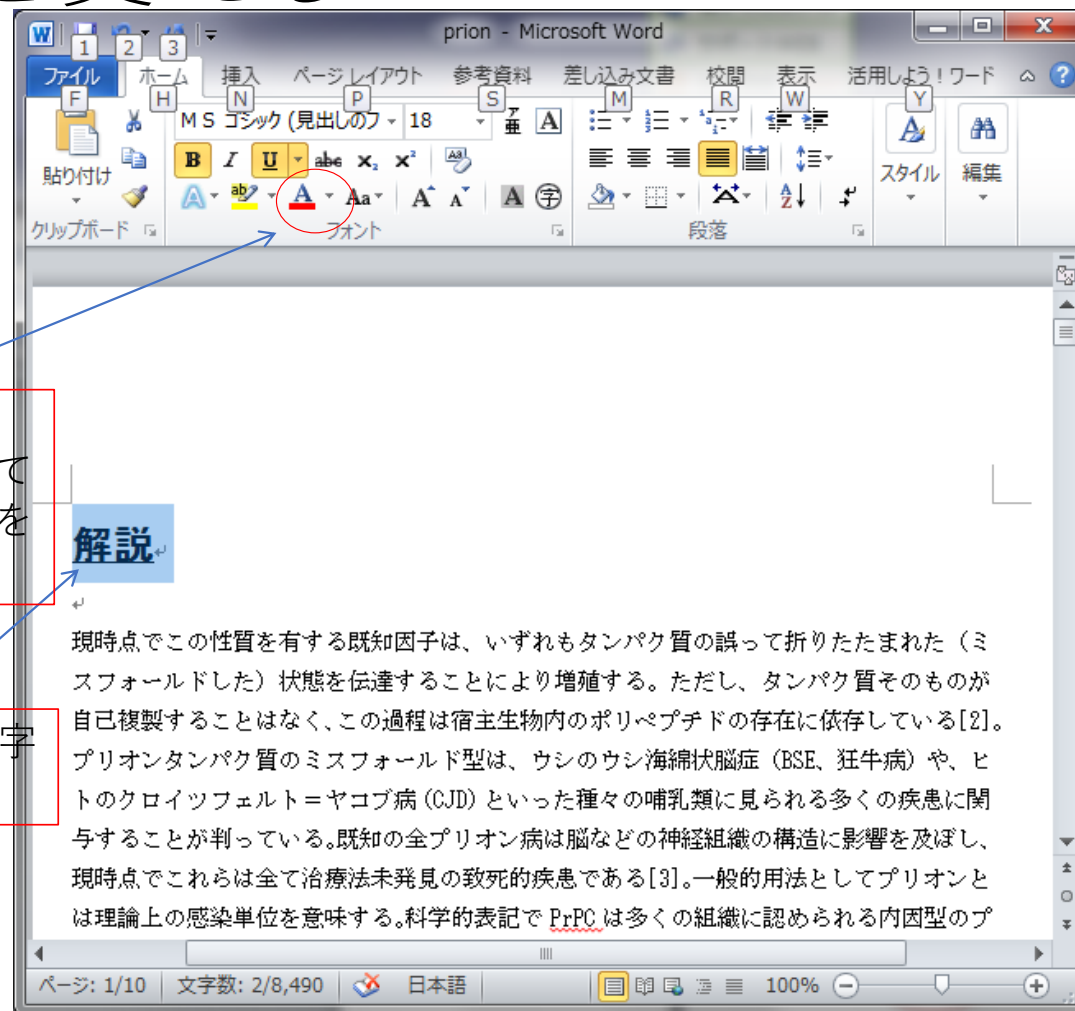 を
prion - Microsoft Word
1 2 3
ファイル ホーム 挿入 ページ レイアウト 参考資料 差し込み文書 校閲 表示 活用しよう！ワード
F H N P S M R W Y
ＭＳ ゴシック (見出しのフ 18
貼り付け
スタイル
編集
クリップボード フォント 段落
て
を
解説
字
現時点でこの性質を有する既知因子は、いずれもタンパク質の誤って折りたたまれた（ミ
スフォールドした）状態を伝達することにより増殖する。ただし、タンパク質そのものが
自己複製することはなく、この過程は宿主生物内のポリペプチドの存在に依存している[2]。
プリオンタンパク質のミスフォールド型は、ウシのウシ海綿状脳症（BSE、狂牛病）や、ヒ
トのクロイツフェルト＝ヤコブ病(CJD)といった種々の哺乳類に見られる多くの疾患に関
与することが判っている。既知の全プリオン病は脳などの神経組織の構造に影響を及ぼし、
現時点でこれらは全て治療法未発見の致死的疾患である[3]。一般的用法としてプリオンと
は理論上の感染単位を意味する。科学的表記で PrPC は多くの組織に認められる内因型のプ
ページ: 1/10 文字数: 2/8,490 日本語 100%